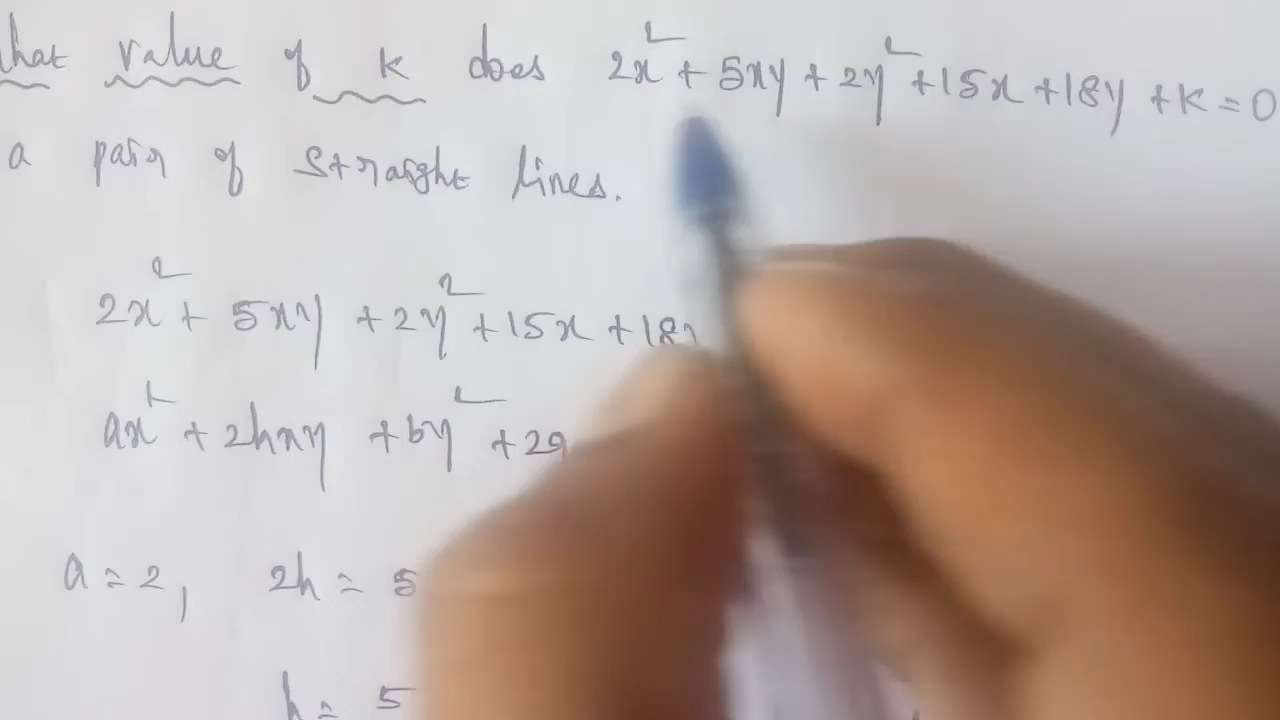 hat value of k does 2x² + 5xy + 2y² + 15x + 18y + k = 0
a pair of straight lines.
2x² + 5xy + 2y² + 15x + 18y
ax² + 2hxy + by² + 2g
a = 2, 2h = 5
h = 5